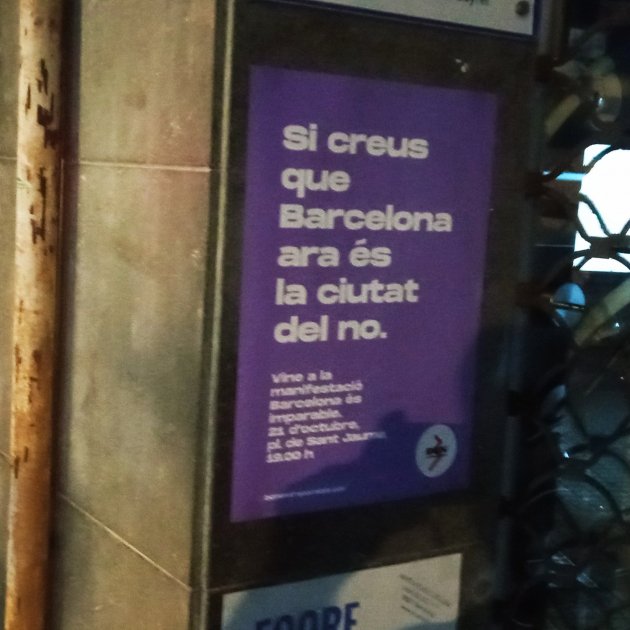 Si creus
que
Barcelona
ara és
la ciutat
del no.
Vine a la
manifestació
Barcelona és
imparable.
21 d'octubre,
pl. de Sant Jaume,
19.00 h